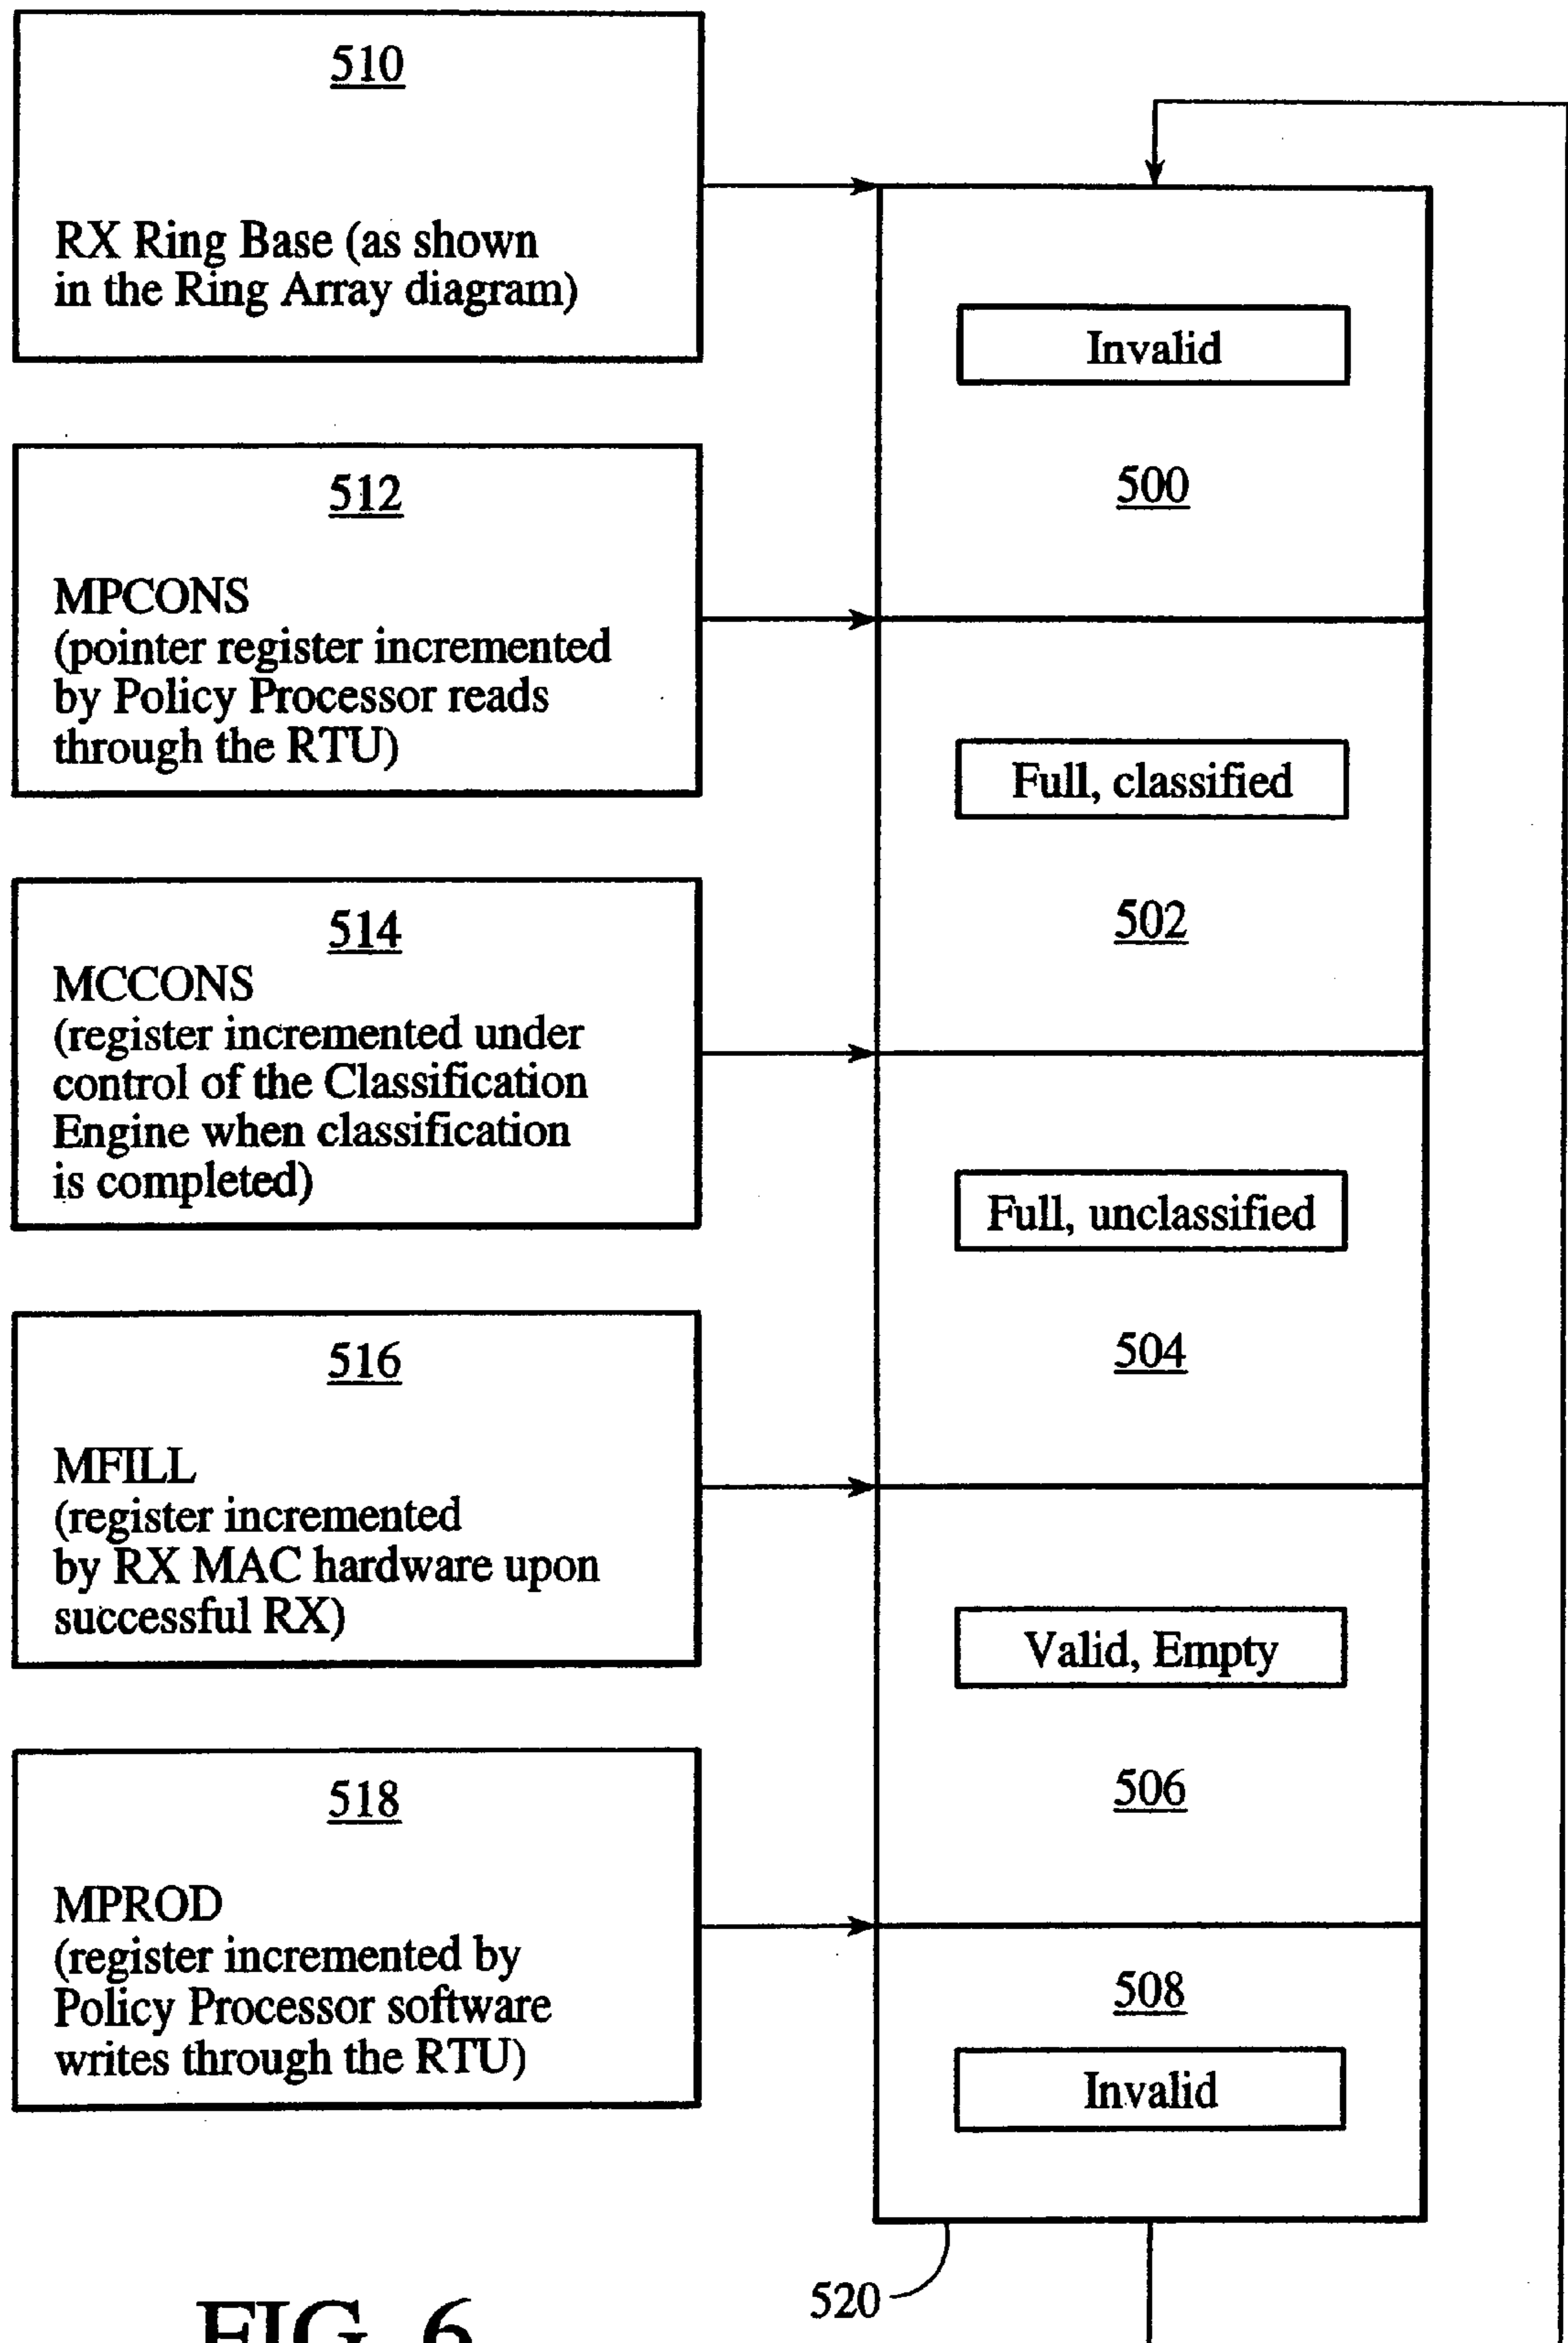 510
RX Ring Base (as shown
in the Ring Array diagram)
Invalid
500
512
MPCONS
(pointer register incremented
by Policy Processor reads
through the RTU)
Full, classified
502
514
MCCONS
(register incremented under
control of the Classification
Engine when classification
is completed)
Full, unclassified
504
516
MFILL
(register incremented
by RX MAC hardware upon
successful RX)
Valid, Empty
506
518
MPROD
(register incremented by
Policy Processor software
writes through the RTU)
508
Invalid
520
FIG. 6